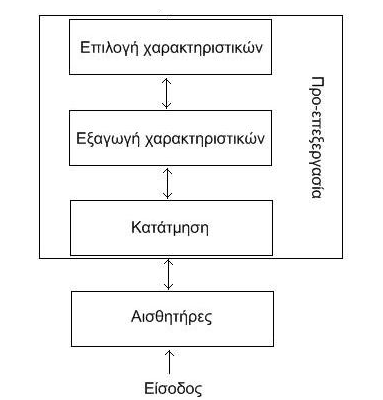 Επιλογή χαρακτηριστικών
Εξαγωγή χαρακτηριστικών
Κατάτμηση
Προ-επεξεργασία
Αισθητήρες
Είσοδος